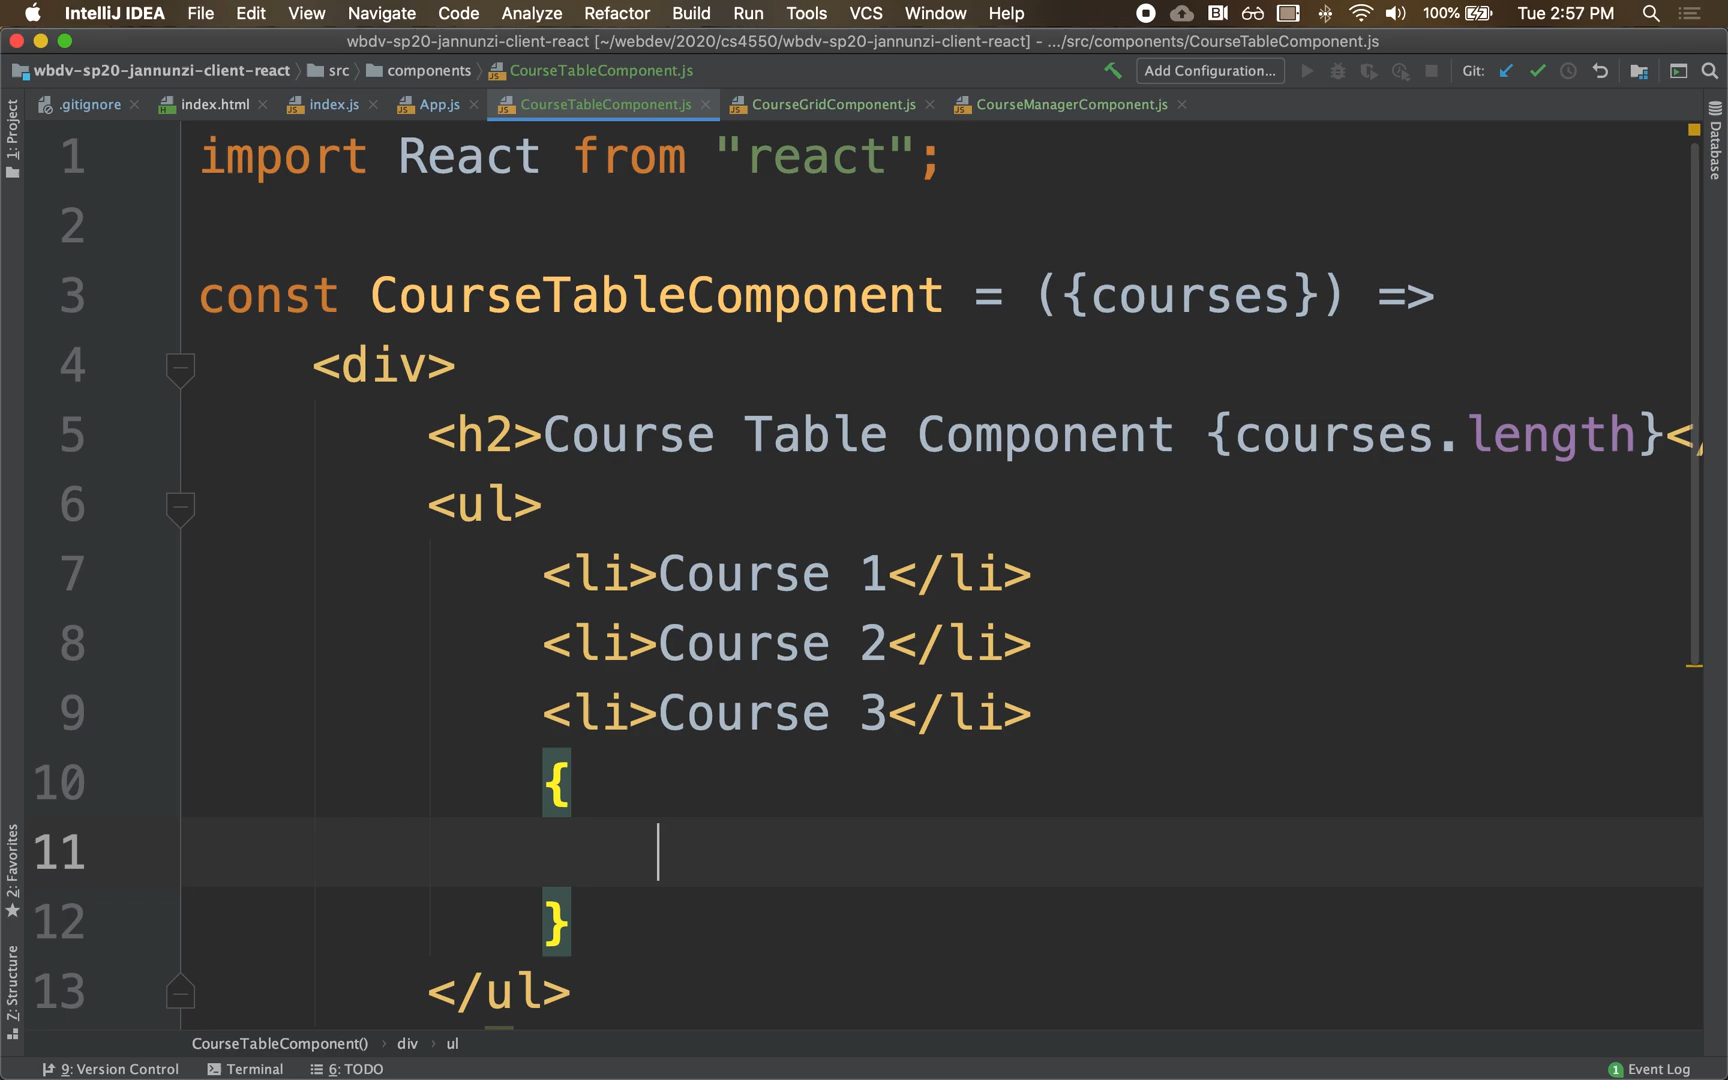 IntelliJ IDEA File Edit View Navigate Code Analyze Refactor Build Run Tools VCS Window Help 100% Tue 2:57 PM
wbdv-sp20-jannunzi-client-react [~/webdev/2020/cs4550/wbdv-sp20-jannunzi-client-react] - .../src/components/CourseTableComponent.js
wbdv-sp20-jannunzi-client-react src components CourseTableComponent.js Add Configuration... Git:
.gitignore index.html index.js App.js CourseTableComponent.js CourseGridComponent.js CourseManagerComponent.js
1: Project
Database
1 import React from "react";
2
3 const CourseTableComponent = ({courses}) =>
4 <div>
5 <h2>Course Table Component {courses.length}</
6 <ul>
7 <li>Course 1</li>
8 <li>Course 2</li>
9 <li>Course 3</li>
10 {
11
12 }
13 </ul>
2: Favorites
Z: Structure
CourseTableComponent() › div › ul
9: Version Control Terminal 6: TODO 1 Event Log